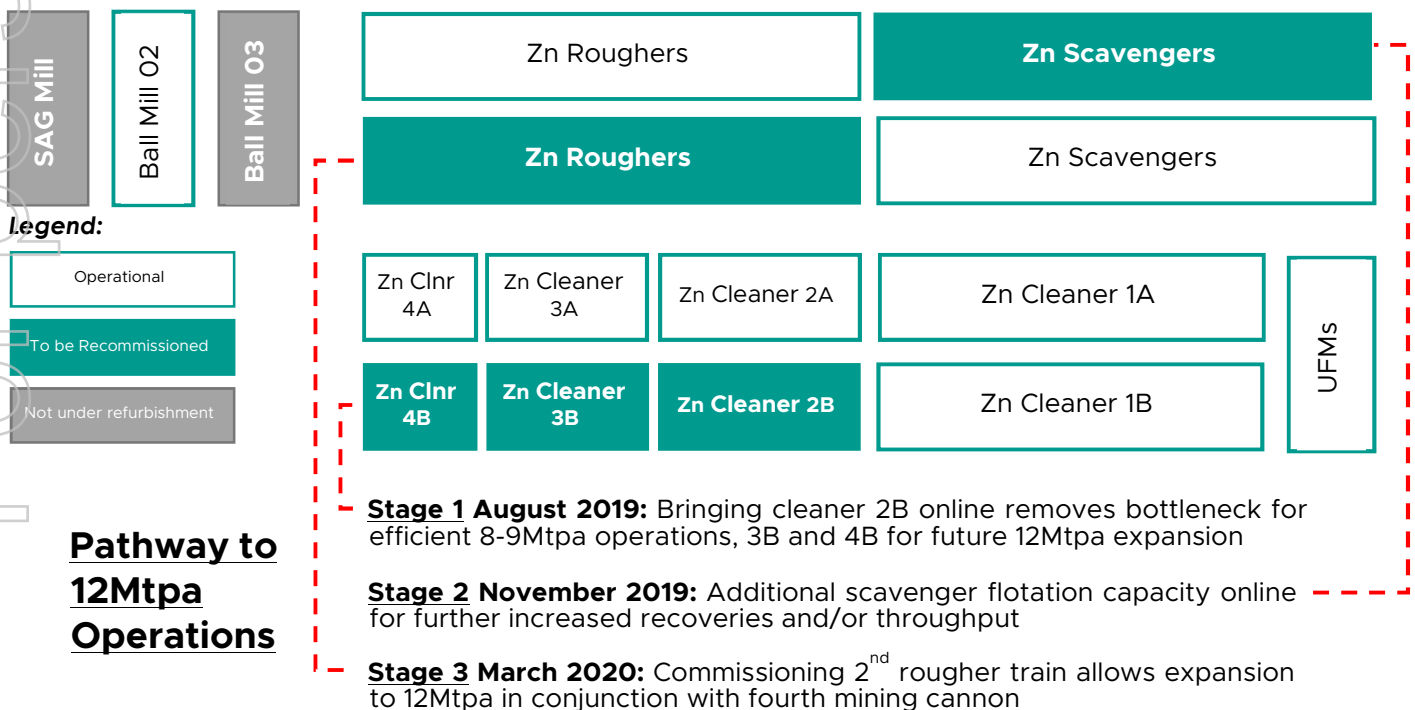 SAG Mill
Ball Mill 02
Ball Mill 03
Zn Roughers
Zn Scavengers
Zn Roughers
Zn Scavengers
Legend:
Operational
To be Recommissioned
Not under refurbishment
Zn Clnr
4A
Zn Cleaner
3A
Zn Cleaner 2A
Zn Cleaner 1A
Zn Clnr
4B
Zn Cleaner
3B
Zn Cleaner 2B
Zn Cleaner 1B
UFMs
Pathway to
12Mtpa
Operations
Stage 1 August 2019: Bringing cleaner 2B online removes bottleneck for
efficient 8-9Mtpa operations, 3B and 4B for future 12Mtpa expansion
Stage 2 November 2019: Additional scavenger flotation capacity online
for further increased recoveries and/or throughput
Stage 3 March 2020: Commissioning 2nd rougher train allows expansion
to 12Mtpa in conjunction with fourth mining cannon